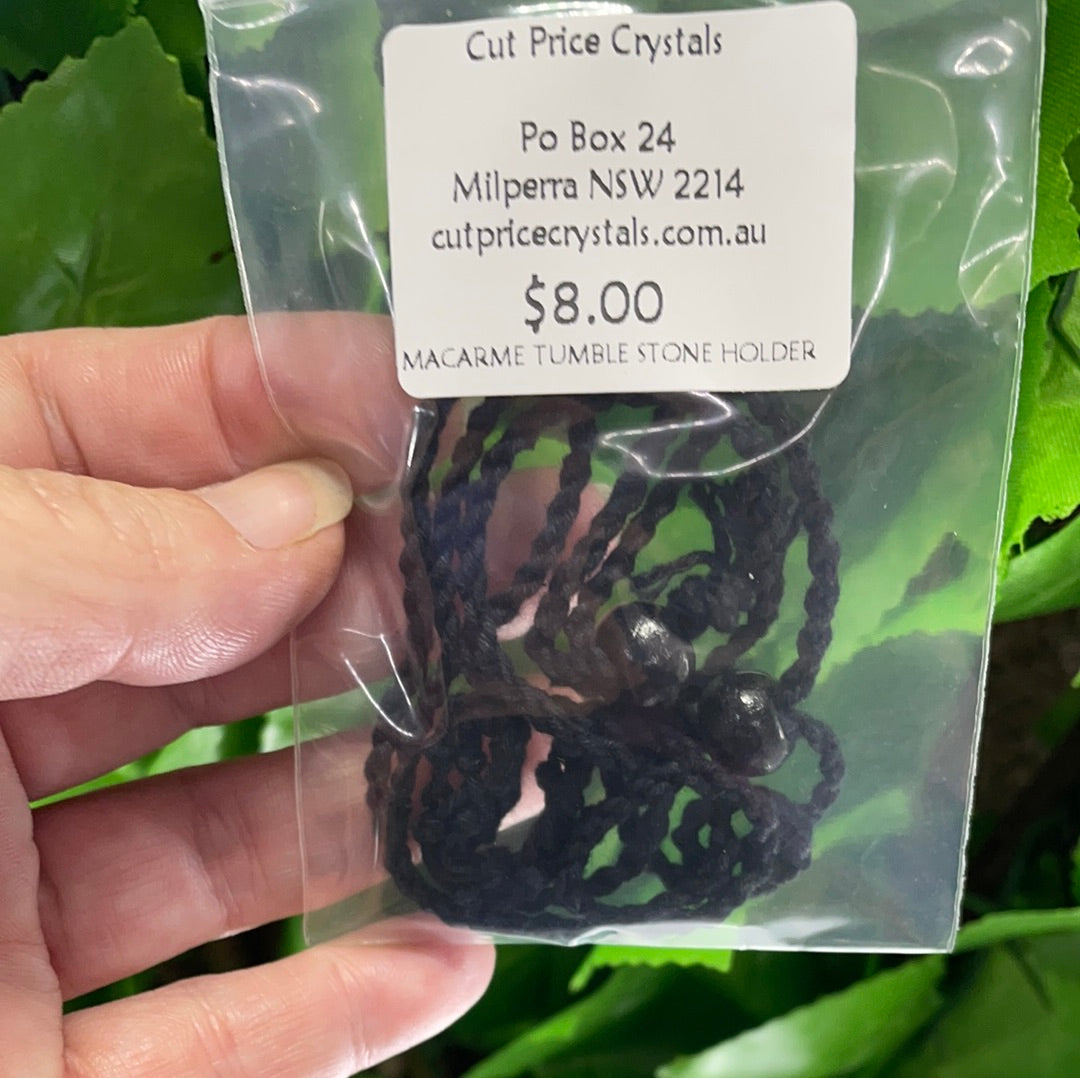 Cut Price Crystals
Po Box 24
Milperra NSW 2214
cutpricecrystals.com.au
$8.00
MACARME TUMBLE STONE HOLDER